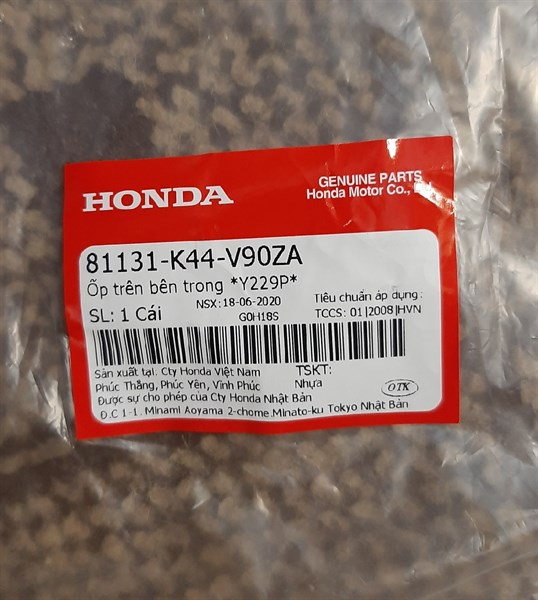 HONDA
GENUINE PARTS
Honda Motor Co.,
81131-K44-V90ZA
Ốp trên bên trong *Y229P*
NSX:18-06-2020
Tiêu chuẩn áp dụng:
SL: 1 Cái
G0H18S
TCCS: 01|2008|HVN
Sản xuất tại. Cty Honda Việt Nam
TSKT:
Phúc Thắng, Phúc Yên, Vĩnh Phúc
Nhựa
Được sự cho phép của Cty Honda Nhật Bản
OTK
Đ.C 1-1. Minami Aoyama 2-chome.Minato-ku Tokyo Nhật Bản